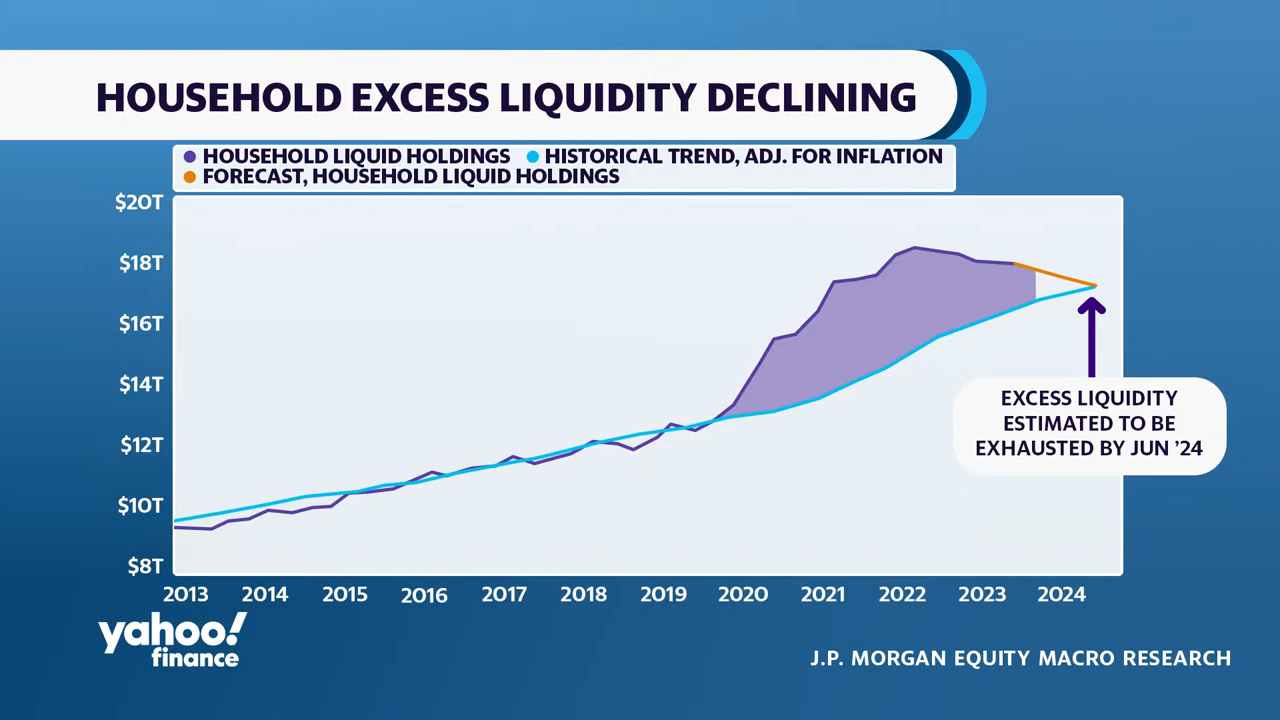 HOUSEHOLD EXCESS LIQUIDITY DECLINING
HOUSEHOLD LIQUID HOLDINGS HISTORICAL TREND, ADJ. FOR INFLATION
FORECAST, HOUSEHOLD LIQUID HOLDINGS
$20T
$18T
$16T
$14T
$12T
$10T
$8T
EXCESS LIQUIDITY
ESTIMATED TO BE
EXHAUSTED BY JUN ’24
2013 2014 2015 2016 2017 2018 2019 2020 2021 2022 2023 2024
yahoo!
finance
J.P. MORGAN EQUITY MACRO RESEARCH